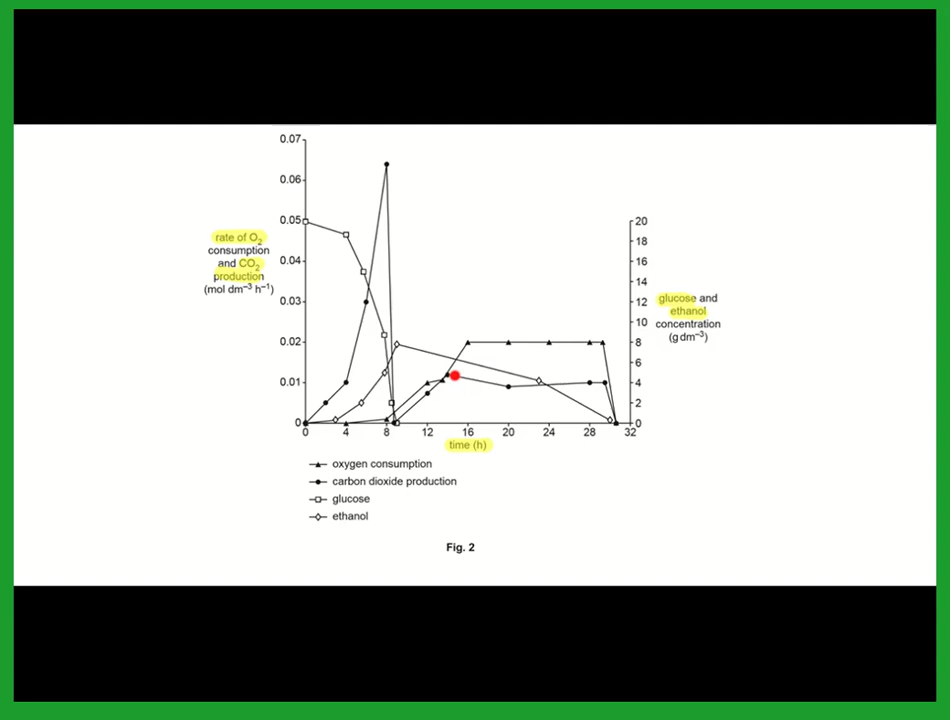 0.07
0.06
0.05
0.04
0.03
0.02
0.01
0
rate of O2
consumption
and CO2
production
(mol dm–3 h–1)
20
18
16
14
12
10
8
6
4
2
0
glucose and
ethanol
concentration
(g dm–3)
0 4 8 12 16 20 24 28 32
time (h)
oxygen consumption
carbon dioxide production
glucose
ethanol
Fig. 2